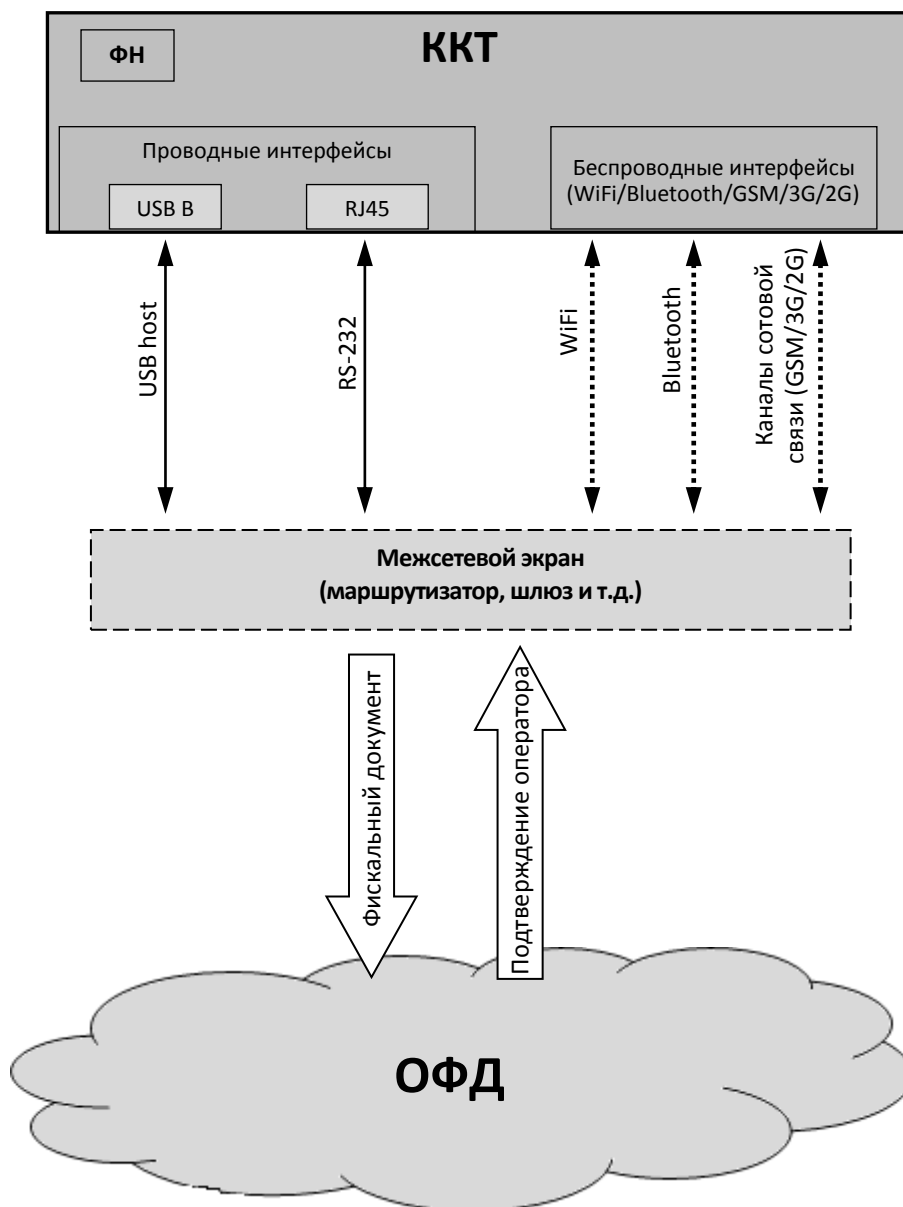 ФН
ККТ
Проводные интерфейсы
USB B
RJ45
Беспроводные интерфейсы
(WiFi/Bluetooth/GSM/3G/2G)
USB host
RS-232
WiFi
Bluetooth
Каналы сотовой
связи (GSM/3G/2G)
Межсетевой экран
(маршрутизатор, шлюз и т.д.)
Фискальный документ
Подтверждение оператора
ОФД